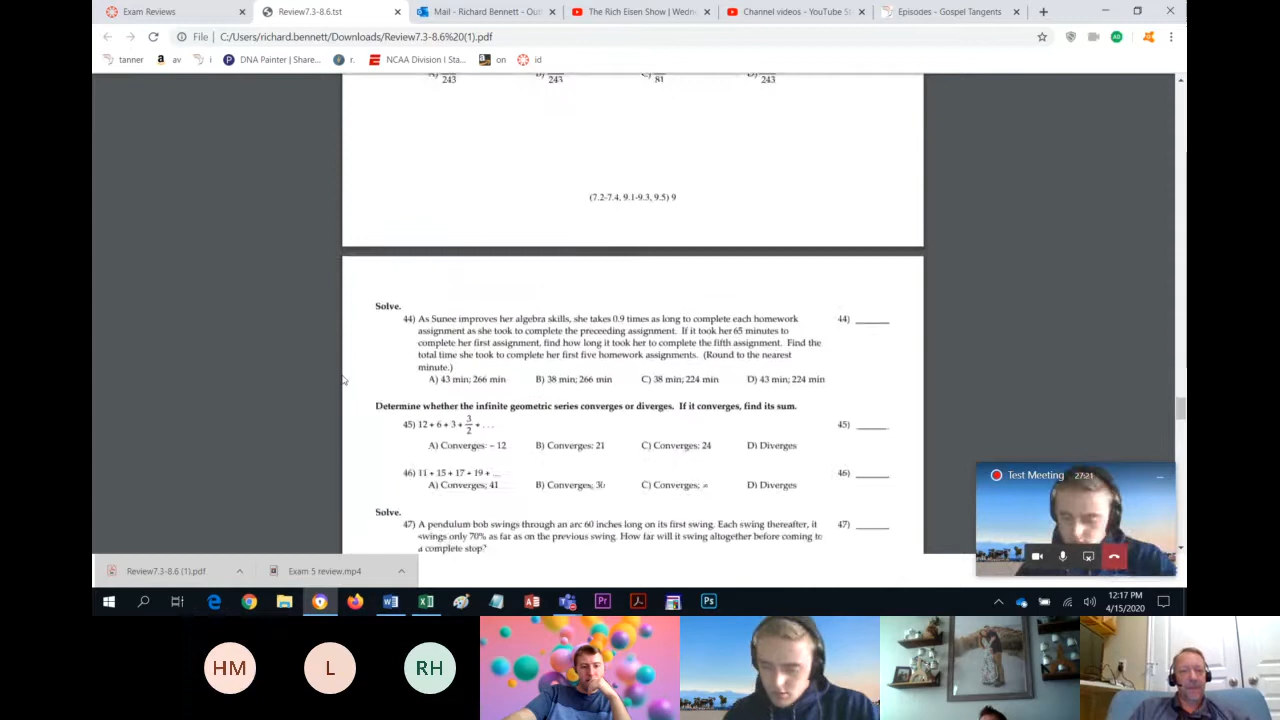 Exam Reviews
Review7.3-8.6.tst
Mail - Richard Bennett - Out
The Rich Eisen Show | Wedn
Channel videos - YouTube St
Episodes - Gospel Tangents
File | C:/Users/richard.bennett/Downloads/Review7.3-8.6%20(1).pdf
tanner
av
i
DNA Painter | Share...
r.
NCAA Division I Sta...
on
id
243
243
81
243
(7.2-7.4, 9.1-9.3, 9.5) 9
Solve.
44) As Sunee improves her algebra skills, she takes 0.9 times as long to complete each homework
assignment as she took to complete the preceeding assignment. If it took her 65 minutes to
complete her first assignment, find how long it took her to complete the fifth assignment. Find the
total time she took to complete her first five homework assignments. (Round to the nearest
minute.)
44)
A) 43 min; 266 min B) 38 min; 266 min C) 38 min; 224 min D) 43 min; 224 min
Determine whether the infinite geometric series converges or diverges. If it converges, find its sum.
45) 12 + 6 + 3 + 3/2 + . . .
45)
A) Converges: - 12 B) Converges; 21 C) Converges; 24 D) Diverges
46) 11 + 15 + 17 + 19 + ...
46)
A) Converges; 41 B) Converges; C) Converges; ∞ D) Diverges
Solve.
47) A pendulum bob swings through an arc 60 inches long on its first swing. Each swing thereafter, it
swings only 70% as far as on the previous swing. How far will it swing altogether before coming to
a complete stop?
47)
Test Meeting
27:21
Review7.3-8.6 (1).pdf
Exam 5 review.mp4
12:17 PM
4/15/2020
HM
L
RH